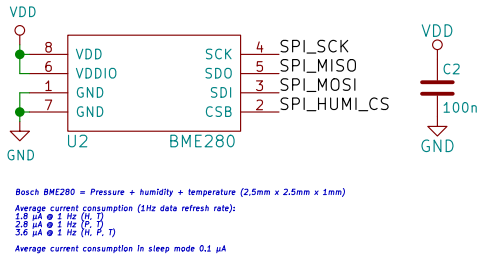 VDD
8 VDD SCK 4 SPI_SCK
6 VDDIO SDO 5 SPI_MISO
1 GND SDI 3 SPI_MOSI
7 GND CSB 2 SPI_HUMI_CS
GND
U2 BME280
VDD
C2
100n
GND
Bosch BME280 = Pressure + humidity + temperature (2,5mm x 2.5mm x 1mm)
Average current consumption (1Hz data refresh rate):
1.8 µA @ 1 Hz (H, T)
2.8 µA @ 1 Hz (P, T)
3.6 µA @ 1 Hz (H, P, T)
Average current consumption in sleep mode 0.1 µA